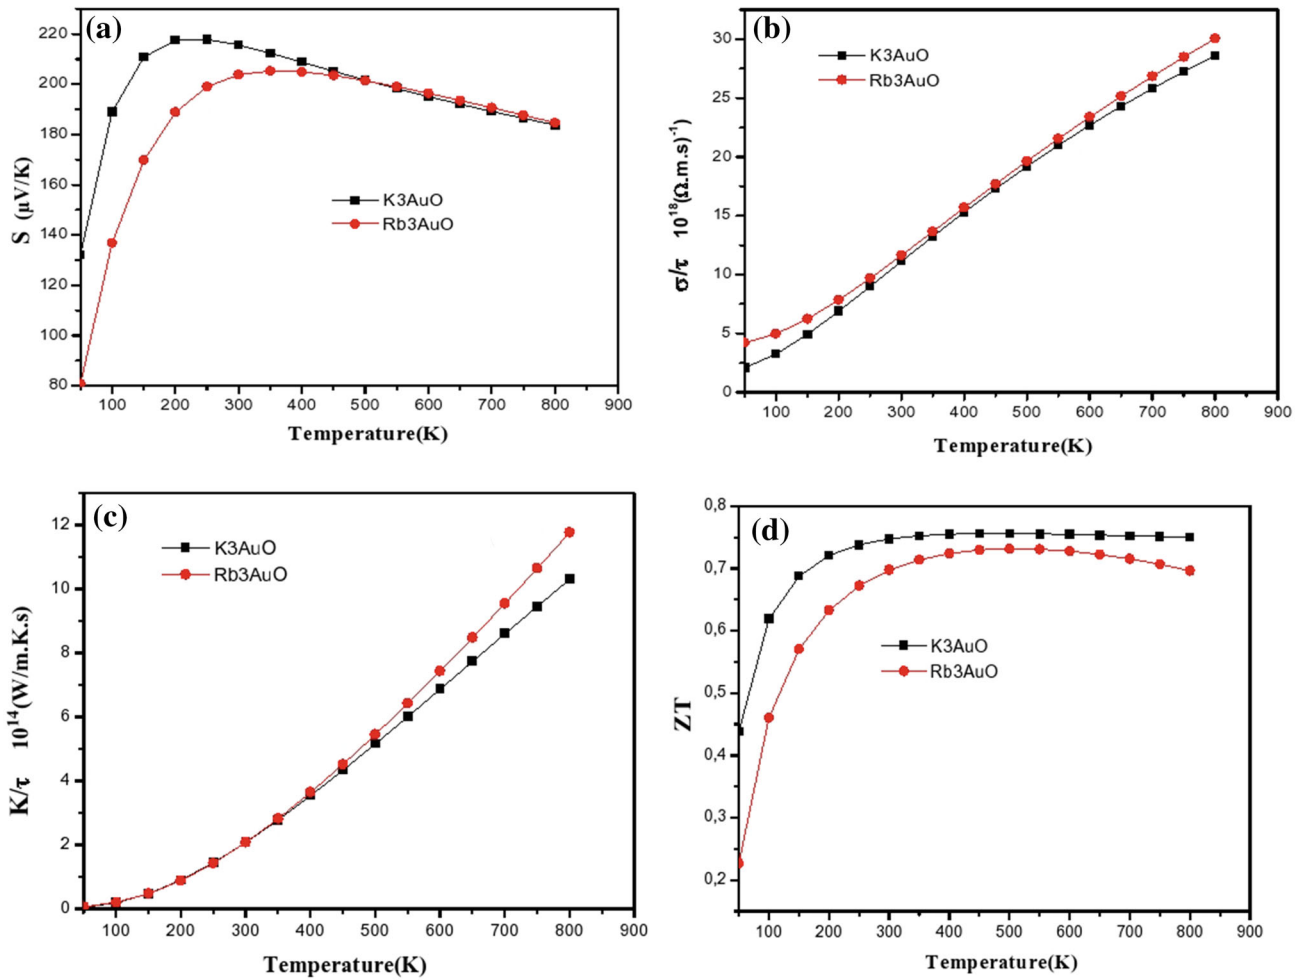 (a)
220
200
180
160
140
120
100
80
S (μV/K)
K3AuO
Rb3AuO
100 200 300 400 500 600 700 800 900
Temperature(K)
(b)
30
25
20
15
10
5
0
σ/τ 10¹⁸(Ω.m.s)⁻¹
K3AuO
Rb3AuO
100 200 300 400 500 600 700 800 900
Temperature(K)
(c)
12
10
8
6
4
2
0
K/τ 10¹⁴(W/m.K.s)
K3AuO
Rb3AuO
100 200 300 400 500 600 700 800 900
Temperature(K)
(d)
0,8
0,7
0,6
0,5
0,4
0,3
0,2
ZT
K3AuO
Rb3AuO
100 200 300 400 500 600 700 800 900
Temperature(K)